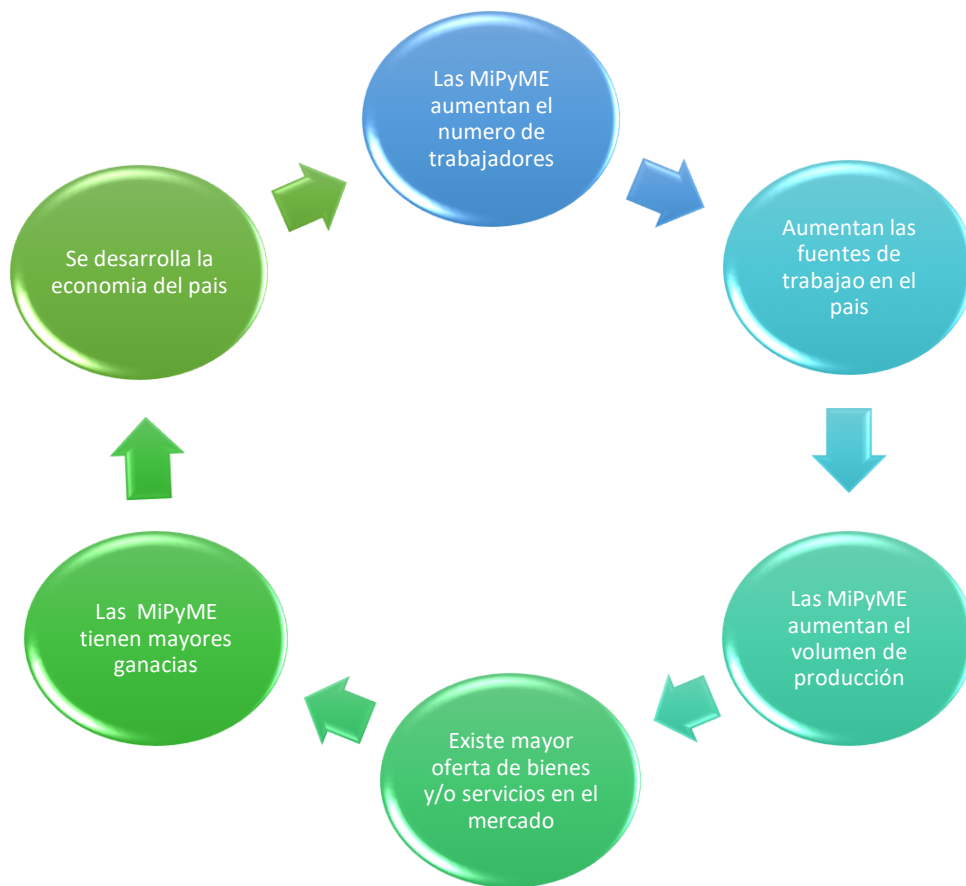 Las MiPyME
aumentan el
numero de
trabajadores
Aumentan las
fuentes de
trabajao en el
pais
Las MiPyME
aumentan el
volumen de
producción
Existe mayor
oferta de bienes
y/o servicios en el
mercado
Las MiPyME
tienen mayores
ganacias
Se desarrolla la
economia del pais